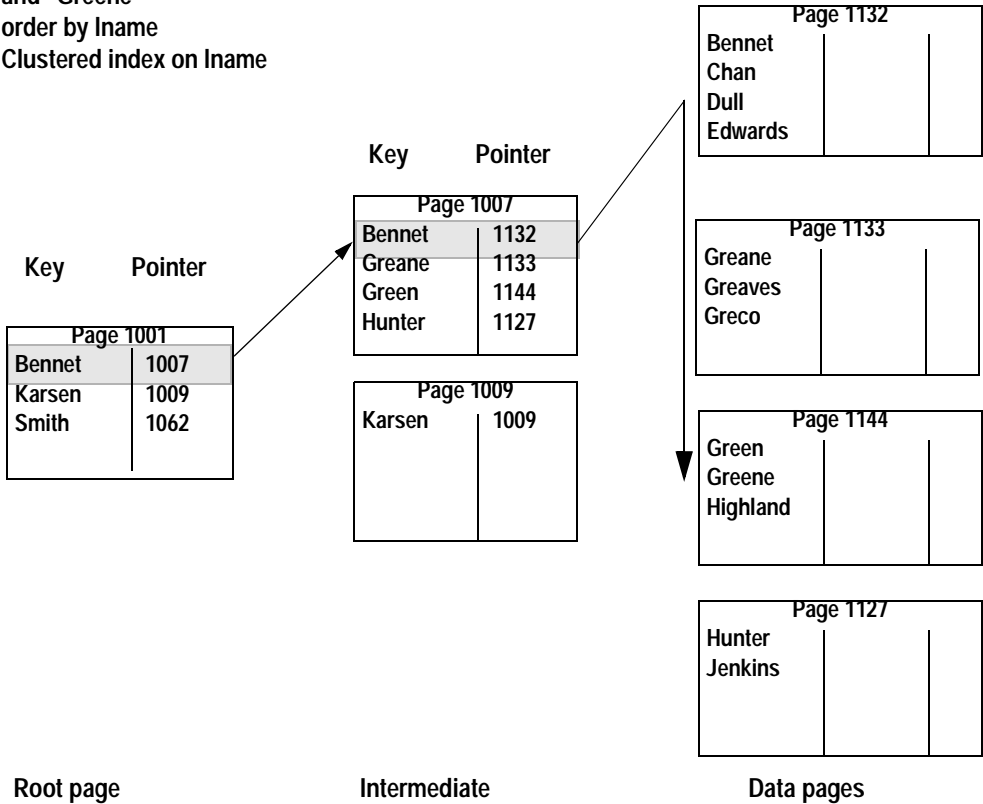 and "Greene"
order by lname
Clustered index on lname
Key Pointer
Page 1001
Bennet 1007
Karsen 1009
Smith 1062
Key Pointer
Page 1007
Bennet 1132
Greane 1133
Green 1144
Hunter 1127
Page 1009
Karsen 1009
Page 1132
Bennet
Chan
Dull
Edwards
Page 1133
Greane
Greaves
Greco
Page 1144
Green
Greene
Highland
Page 1127
Hunter
Jenkins
Root page
Intermediate
Data pages